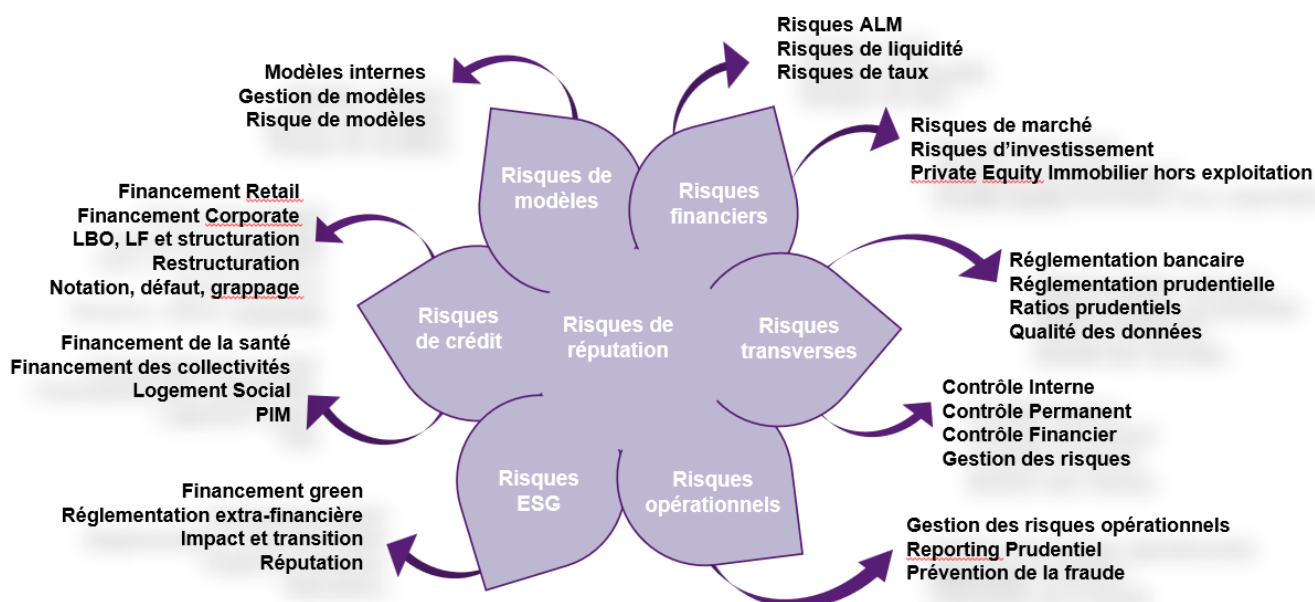 Risques ALM
Risques de liquidité
Risques de taux
Modèles internes
Gestion de modèles
Risque de modèles
Risques de marché
Risques d’investissement
Private Equity Immobilier hors exploitation
Risques de
modèles
Risques
financiers
Financement Retail
Financement Corporate
LBO, LF et structuration
Restructuration
Notation, défaut, grappage
Réglementation bancaire
Réglementation prudentielle
Ratios prudentiels
Qualité des données
Risques
de crédit
Risques de
réputation
Risques
transverses
Financement de la santé
Financement des collectivités
Logement Social
PIM
Contrôle Interne
Contrôle Permanent
Contrôle Financier
Gestion des risques
Risques
ESG
Risques
opérationnels
Financement green
Réglementation extra-financière
Impact et transition
Réputation
Gestion des risques opérationnels
Reporting Prudentiel
Prévention de la fraude